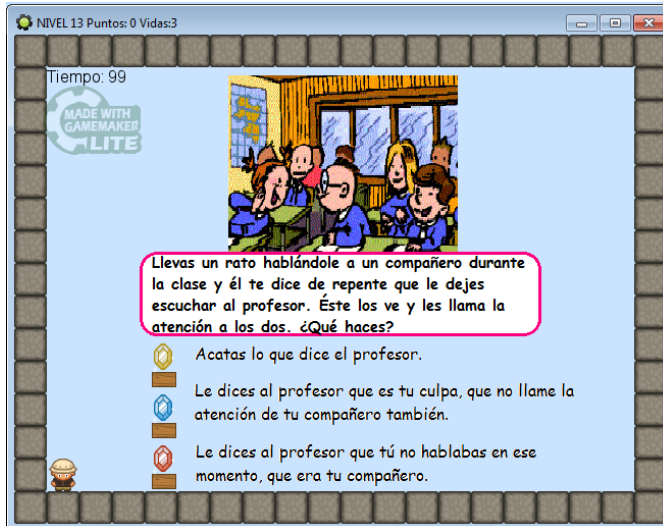 NIVEL 13 Puntos: 0 Vidas:3
Tiempo: 99
MADE WITH
GAMEMAKER
LITE
Llevas un rato hablándole a un compañero durante
la clase y él te dice de repente que le dejes
escuchar al profesor. Éste los ve y les llama la
atención a los dos. ¿Qué haces?
Acatas lo que dice el profesor.
Le dices al profesor que es tu culpa, que no llame la
atención de tu compañero también.
Le dices al profesor que tú no hablabas en ese
momento, que era tu compañero.